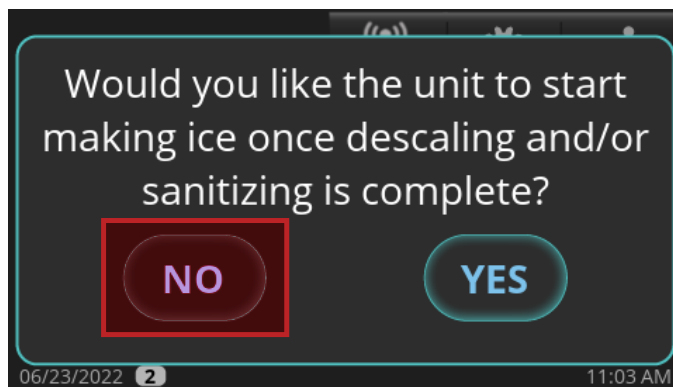 Would you like the unit to start
making ice once descaling and/or
sanitizing is complete?
NO YES
06/23/2022 2 11:03 AM